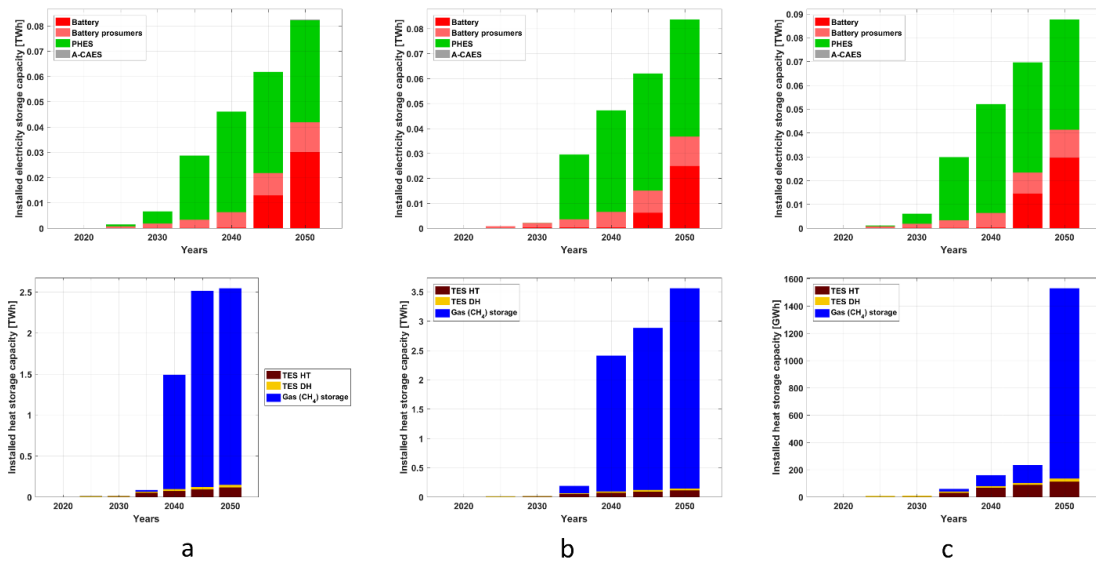 Installed electricity storage capacity [TWh]
0.08
0.07
0.06
0.05
0.04
0.03
0.02
0.01
0
Battery
Battery prosumers
PHES
A-CAES
2020 2030 2040 2050
Years
Installed electricity storage capacity [TWh]
0.08
0.07
0.06
0.05
0.04
0.03
0.02
0.01
0
Battery
Battery prosumers
PHES
A-CAES
2020 2030 2040 2050
Years
Installed electricity storage capacity [TWh]
0.09
0.08
0.07
0.06
0.05
0.04
0.03
0.02
0.01
0
Battery
Battery prosumers
PHES
A-CAES
2020 2030 2040 2050
Years
Installed heat storage capacity [TWh]
2.5
2
1.5
1
0.5
0
TES HT
TES DH
Gas (CH4) storage
2020 2030 2040 2050
Years
Installed heat storage capacity [TWh]
3.5
3
2.5
2
1.5
1
0.5
0
TES HT
TES DH
Gas (CH4) storage
2020 2030 2040 2050
Years
Installed heat storage capacity [GWh]
1600
1400
1200
1000
800
600
400
200
0
TES HT
TES DH
Gas (CH4) storage
2020 2030 2040 2050
Years
a b c